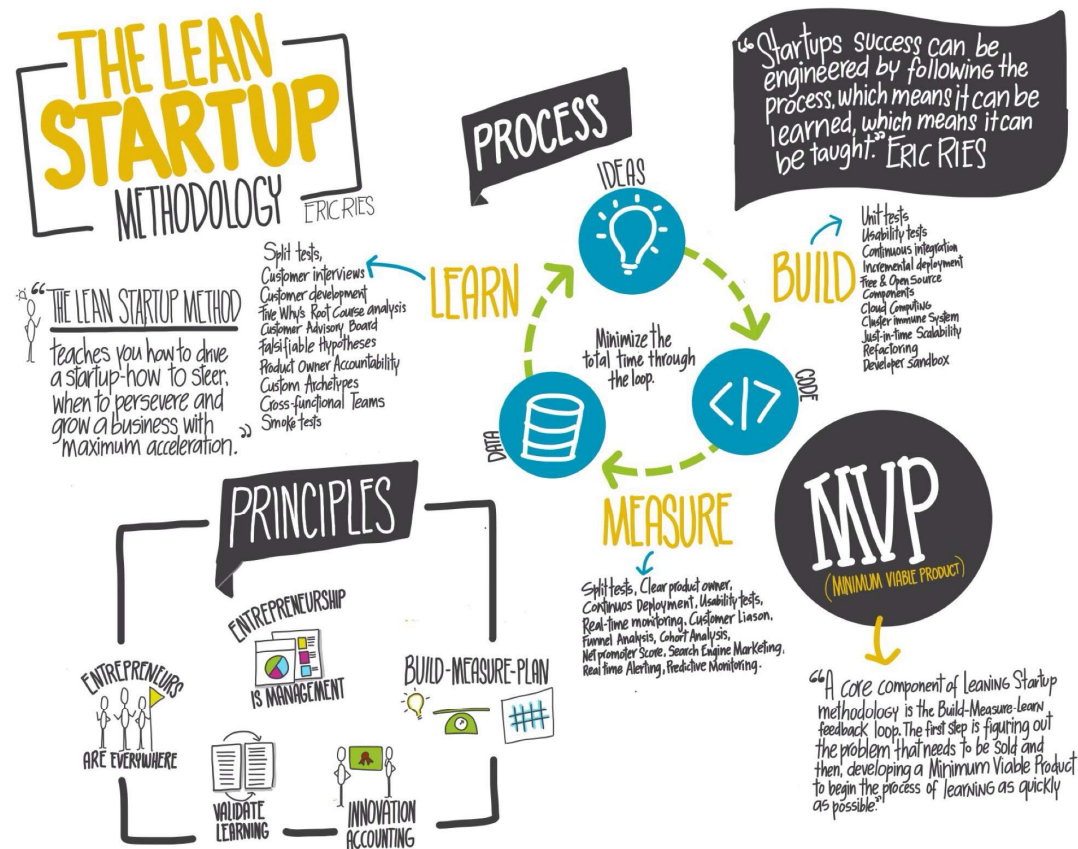 THE LEAN
STARTUP
METHODOLOGY
ERIC RIES
“THE LEAN STARTUP METHOD
teaches you how to drive
a startup-how to steer,
when to persevere and
grow a business with
maximum acceleration.”
PROCESS
“Startups success can be
engineered by following the
process, which means it can be
learned, which means it can
be taught.” ERIC RIES
IDEAS
LEARN
Split tests,
Customer interviews
Customer development
Five Why's Root Course analysis
Customer Advisory Board
Falsifiable Hypotheses
Product Owner Accountability
Custom Archetypes
Cross-functional Teams
Smoke tests
BUILD
Unit tests
Usability tests
Continuous integration
Incremental deployment
Free & Open Source
Components
Cloud Computing
Cluster immune System
Just-in-time Scalability
Refactoring
Developer sandbox
Minimize the
total time through
the loop.
CODE
</>
DATA
MEASURE
Split tests, Clear product owner,
Continuos Deployment, Usability tests,
Real-time monitoring, Customer Liason,
Funnel Analysis, Cohort Analysis,
Net promoter Score, Search Engine Marketing,
Real time Alerting, Predictive Monitoring.
MVP
(MINIMUM VIABLE PRODUCT)
“A core component of Leaning Startup
methodology is the Build-Measure-Learn
feedback loop. The first step is figuring out
the problem that needs to be sold and
then, developing a Minimum Viable Product
to begin the process of learning as quickly
as possible.”
PRINCIPLES
ENTREPRENEURSHIP
IS MANAGEMENT
ENTREPRENEURS
ARE EVERYWHERE
BUILD-MEASURE-PLAN
VALIDATE
LEARNING
INNOVATION
ACCOUNTING